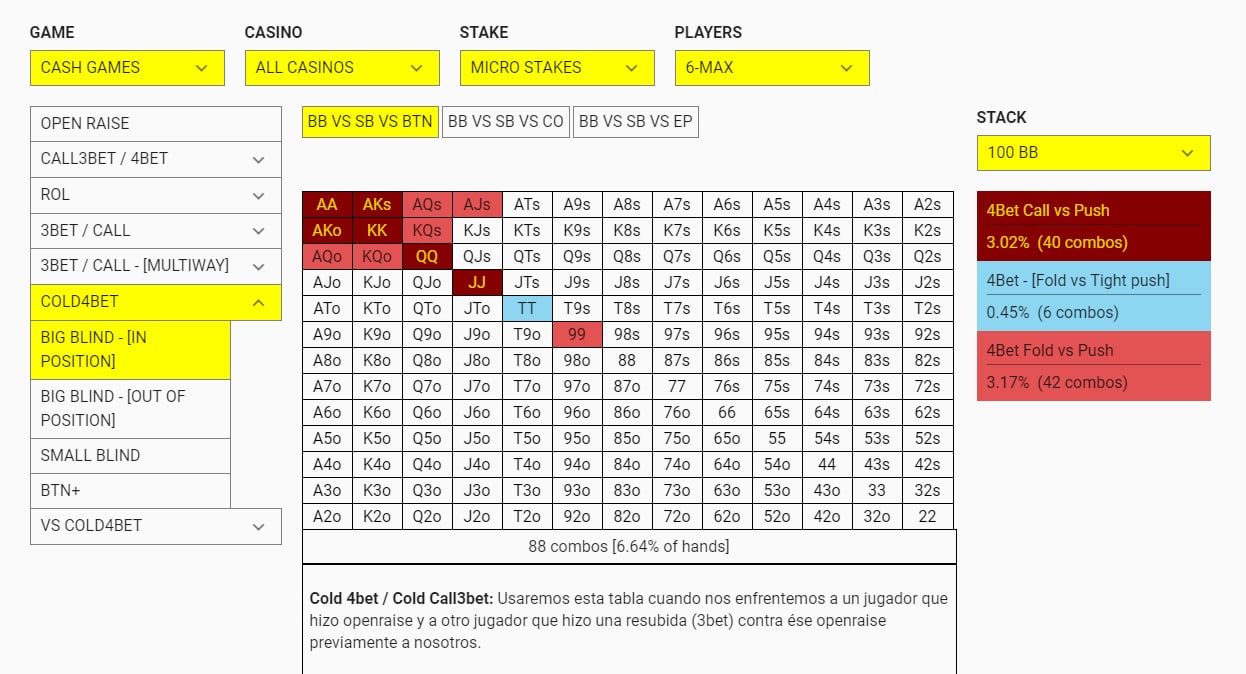 GAME CASINO STAKE PLAYERS
CASH GAMES ALL CASINOS MICRO STAKES 6-MAX
OPEN RAISE
CALL3BET / 4BET
ROL
3BET / CALL
3BET / CALL - [MULTIWAY]
COLD4BET
BIG BLIND - [IN
POSITION]
BIG BLIND - [OUT OF
POSITION]
SMALL BLIND
BTN+
VS COLD4BET
BB VS SB VS BTN BB VS SB VS CO BB VS SB VS EP
AA AKs AQs AJs ATs A9s A8s A7s A6s A5s A4s A3s A2s
AKo KK KQs KJs KTs K9s K8s K7s K6s K5s K4s K3s K2s
AQo KQo QQ QJs QTs Q9s Q8s Q7s Q6s Q5s Q4s Q3s Q2s
AJo KJo QJo JJ JTs J9s J8s J7s J6s J5s J4s J3s J2s
ATo KTo QTo JTo TT T9s T8s T7s T6s T5s T4s T3s T2s
A9o K9o Q9o J9o T9o 99 98s 97s 96s 95s 94s 93s 92s
A8o K8o Q8o J8o T8o 98o 88 87s 86s 85s 84s 83s 82s
A7o K7o Q7o J7o T7o 97o 87o 77 76s 75s 74s 73s 72s
A6o K6o Q6o J6o T6o 96o 86o 76o 66 65s 64s 63s 62s
A5o K5o Q5o J5o T5o 95o 85o 75o 65o 55 54s 53s 52s
A4o K4o Q4o J4o T4o 94o 84o 74o 64o 54o 44 43s 42s
A3o K3o Q3o J3o T3o 93o 83o 73o 63o 53o 43o 33 32s
A2o K2o Q2o J2o T2o 92o 82o 72o 62o 52o 42o 32o 22
88 combos [6.64% of hands]
Cold 4bet / Cold Call3bet: Usaremos esta tabla cuando nos enfrentemos a un jugador que
hizo openraise y a otro jugador que hizo una resubida (3bet) contra ése openraise
previamente a nosotros.
STACK
100 BB
4Bet Call vs Push
3.02% (40 combos)
4Bet - [Fold vs Tight push]
0.45% (6 combos)
4Bet Fold vs Push
3.17% (42 combos)